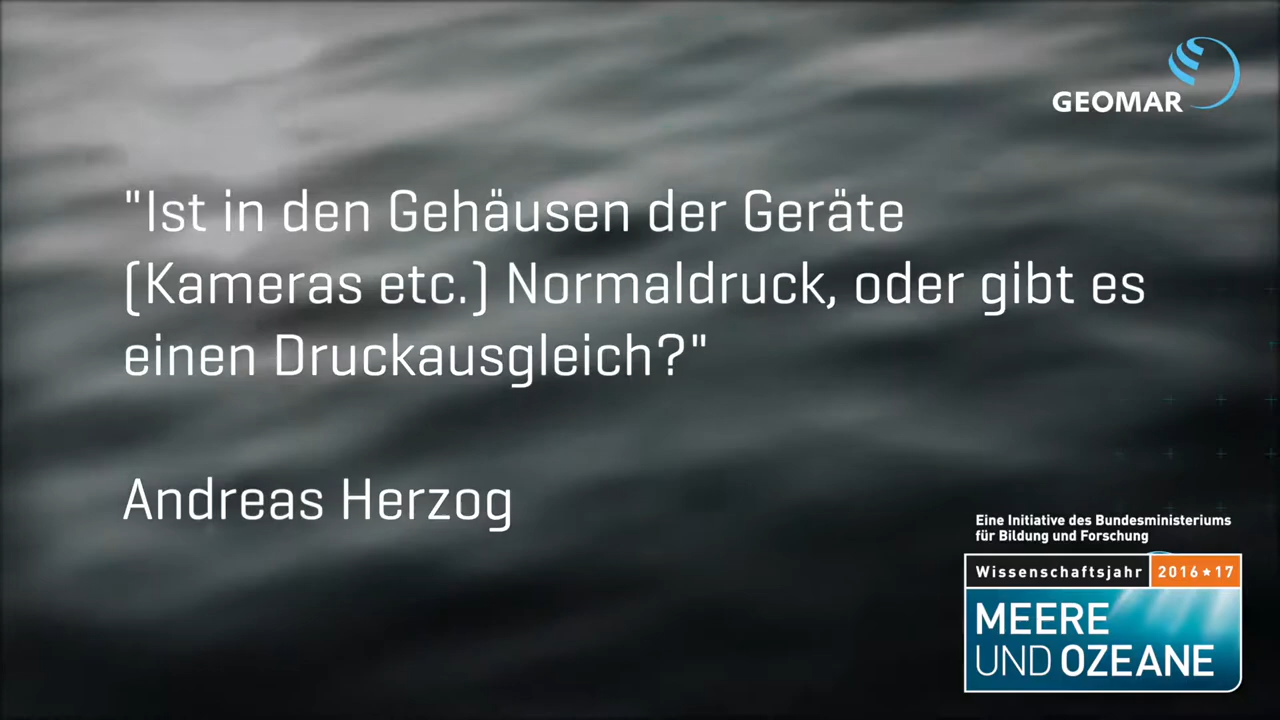 GEOMAR
"Ist in den Gehäusen der Geräte
(Kameras etc.) Normaldruck, oder gibt es
einen Druckausgleich?"
Andreas Herzog
Eine Initiative des Bundesministeriums
für Bildung und Forschung
Wissenschaftsjahr 2016★17
MEERE
UND OZEANE